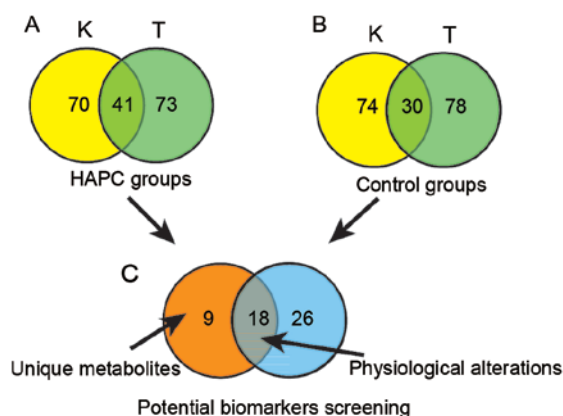 A
K
T
70
41
73
HAPC groups
B
K
T
74
30
78
Control groups
C
9
18
26
Unique metabolites
Physiological alterations
Potential biomarkers screening